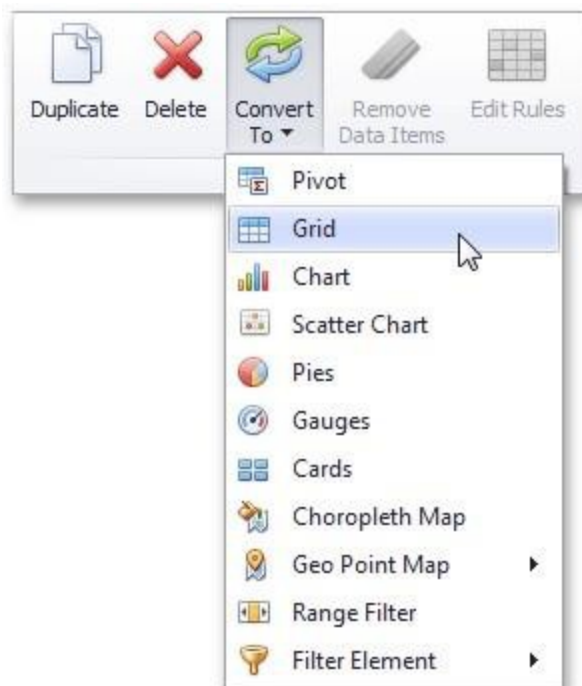 Duplicate
Delete
Convert
To
Remove
Data Items
Edit Rules
Pivot
Grid
Chart
Scatter Chart
Pies
Gauges
Cards
Choropleth Map
Geo Point Map
Range Filter
Filter Element